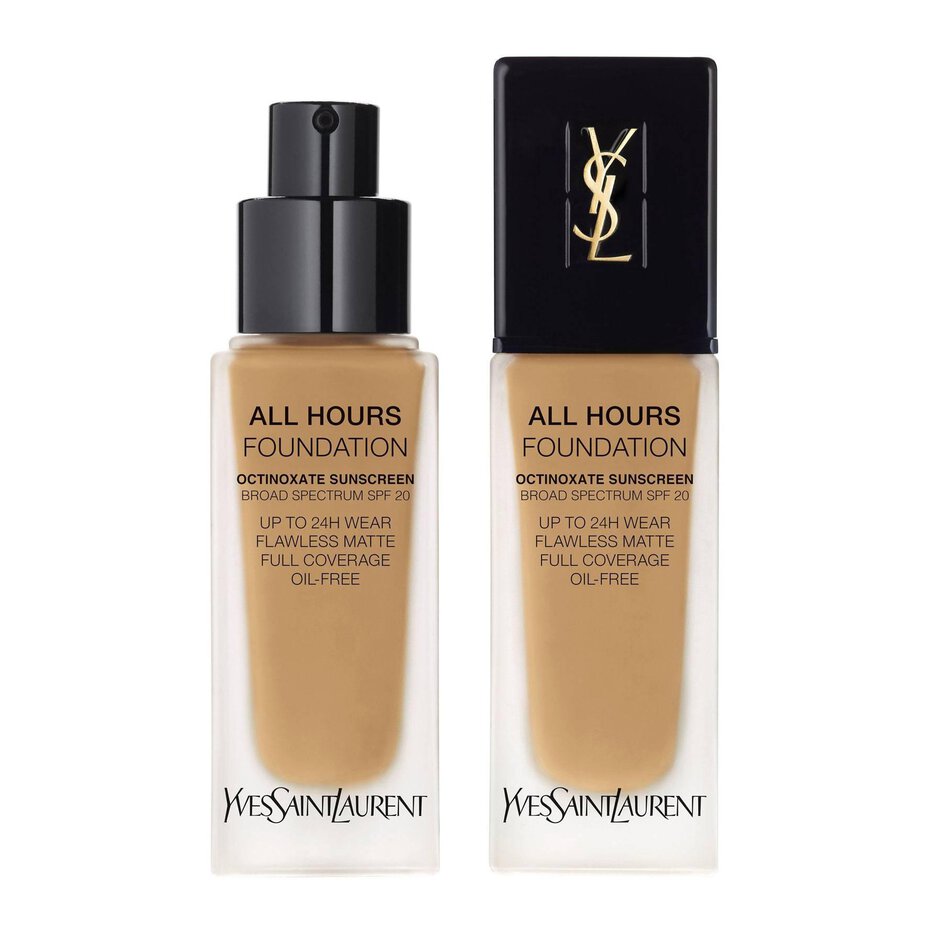 ALL HOURS
FOUNDATION
OCTINOXATE SUNSCREEN
BROAD SPECTRUM SPF 20
UP TO 24H WEAR
FLAWLESS MATTE
FULL COVERAGE
OIL-FREE
YVESSAINTLAURENT
YSL
ALL HOURS
FOUNDATION
OCTINOXATE SUNSCREEN
BROAD SPECTRUM SPF 20
UP TO 24H WEAR
FLAWLESS MATTE
FULL COVERAGE
OIL-FREE
YVESSAINTLAURENT